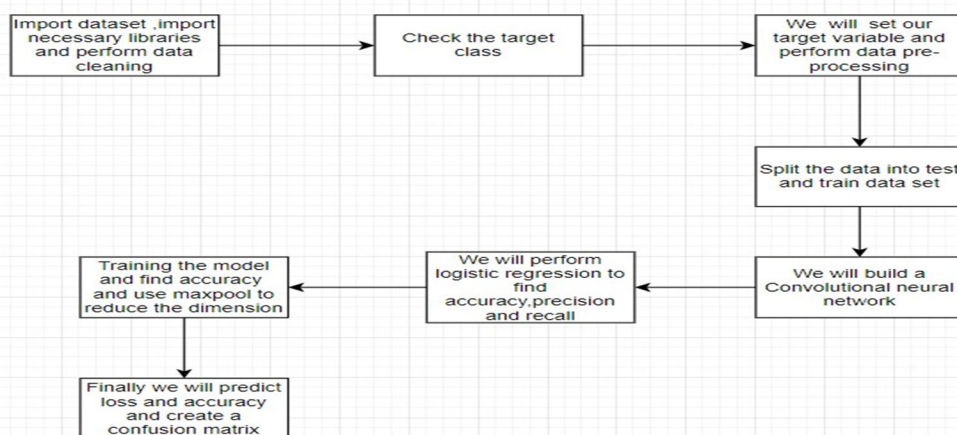 Import dataset ,import
necessary libraries
and perform data
cleaning
Check the target
class
We will set our
target variable and
perform data pre-
processing
Split the data into test
and train data set
We will build a
Convolutional neural
network
We will perform
logistic regression to
find
accuracy,precision
and recall
Training the model
and find accuracy
and use maxpool to
reduce the dimension
Finally we will predict
loss and accuracy
and create a
confusion matrix